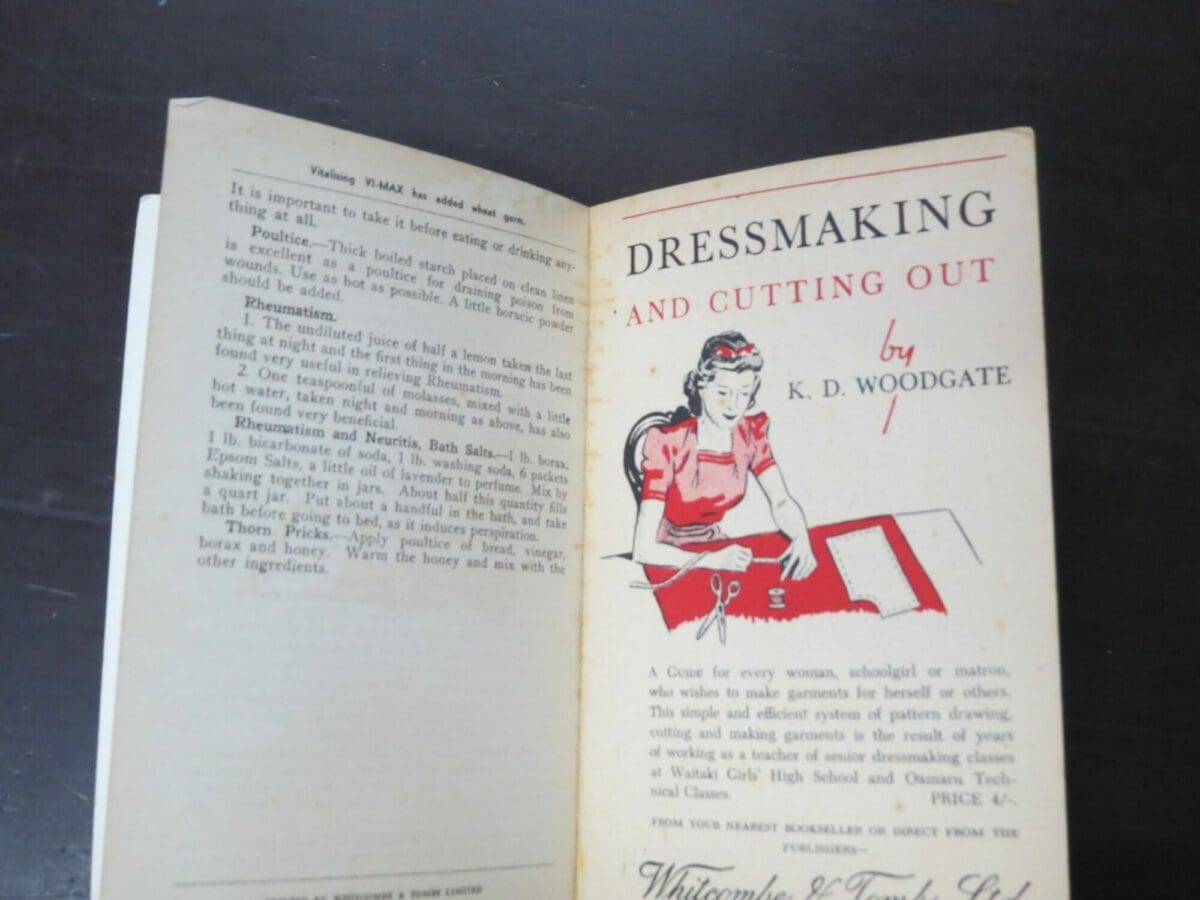 Vitalizing VI-MAX has added wheat germ.
It is important to take it before eating or drinking any-
thing at all.
Poultice.—Thick boiled starch placed on clean linen
is excellent as a poultice for draining poison from
wounds. Use as hot as possible. A little boracic powder
should be added.
Rheumatism.
1. The undiluted juice of half a lemon taken the last
thing at night and the first thing in the morning has been
found very useful in relieving Rheumatism.
2. One teaspoonful of molasses, mixed with a little
hot water, taken night and morning as above, has also
been found very beneficial.
Rheumatism and Neuritis, Bath Salts.—1 lb. borax,
1 lb. bicarbonate of soda, 1 lb. washing soda, 6 packets
Epsom Salts, a little oil of lavender to perfume. Mix by
shaking together in jars. About half this quantity fills
a quart jar. Put about a handful in the bath, and take
bath before going to bed, as it induces perspiration.
Thorn Pricks.—Apply poultice of bread, vinegar,
borax and honey. Warm the honey and mix with the
other ingredients.
PRINTED BY WHITCOMBE & TOMBS LIMITED
DRESSMAKING
AND CUTTING OUT
by
K. D. WOODGATE
A Guide for every woman, schoolgirl or matron,
who wishes to make garments for herself or others.
This simple and efficient system of pattern drawing,
cutting and making garments is the result of years
of working as a teacher of senior dressmaking classes
at Waitaki Girls' High School and Oamaru Tech-
nical Classes. PRICE 4/-.
FROM YOUR NEAREST BOOKSELLER OR DIRECT FROM THE
PUBLISHERS—
Whitcombe & Tombs Ltd